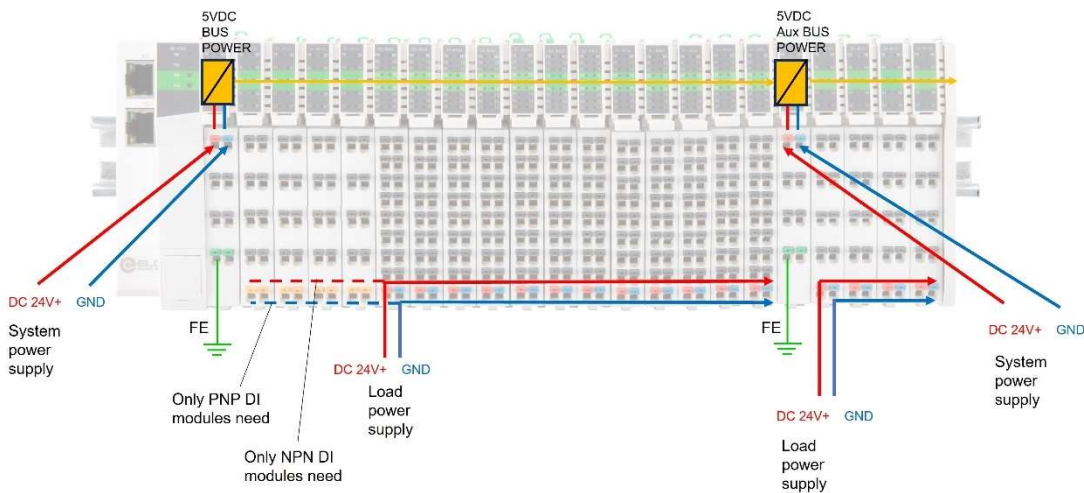 5VDC
BUS
POWER
5VDC
Aux BUS
POWER
DC 24V+ GND
System
power
supply
FE
Only PNP DI
modules need
Only NPN DI
modules need
DC 24V+ GND
Load
power
supply
FE
DC 24V+ GND
System
power
supply
DC 24V+ GND
Load
power
supply